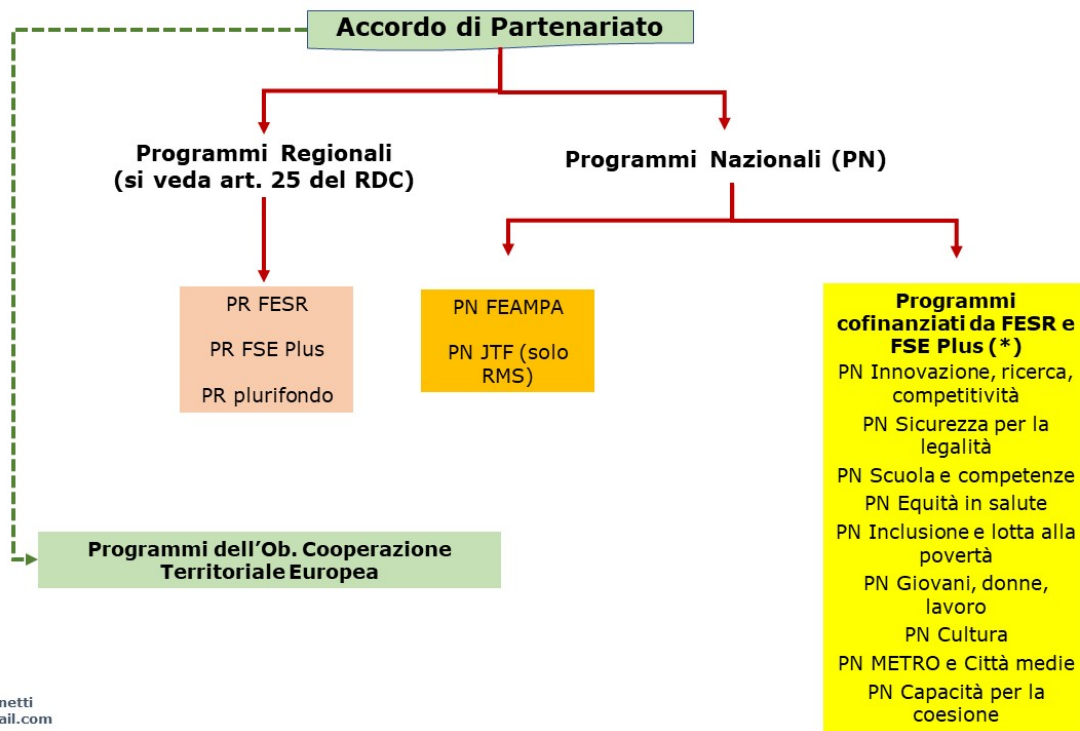 Accordo di Partenariato
Programmi Regionali
(si veda art. 25 del RDC)
Programmi Nazionali (PN)
PR FESR
PR FSE Plus
PR plurifondo
PN FEAMPA
PN JTF (solo
RMS)
Programmi
cofinanziati da FESR e
FSE Plus (*)
PN Innovazione, ricerca,
competitività
PN Sicurezza per la
legalità
PN Scuola e competenze
PN Equità in salute
PN Inclusione e lotta alla
povertà
PN Giovani, donne,
lavoro
PN Cultura
PN METRO e Città medie
PN Capacità per la
coesione
Programmi dell'Ob. Cooperazione
Territoriale Europea
netti
ail.com